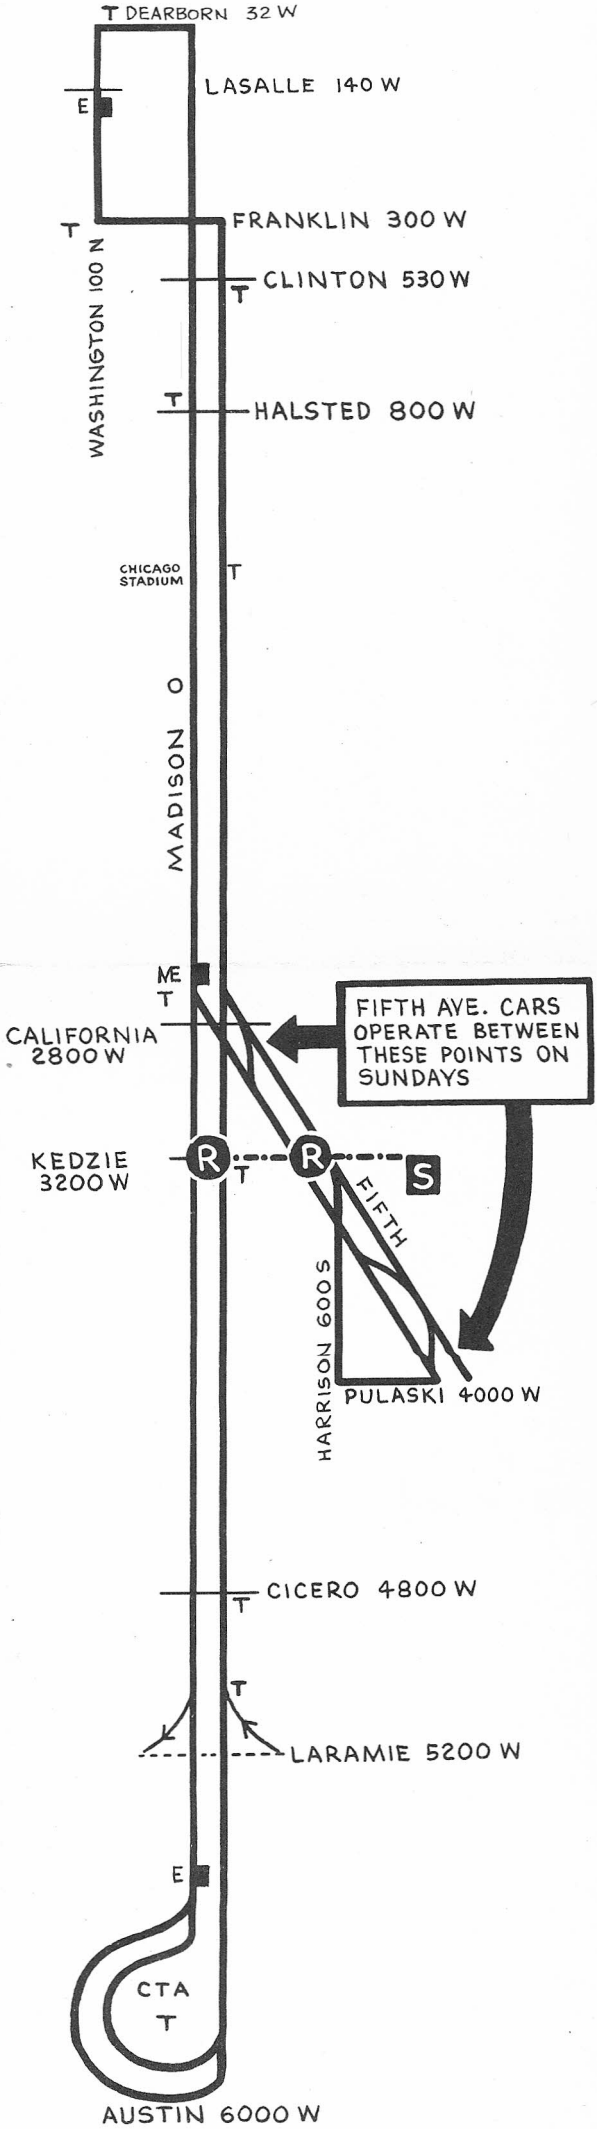 T DEARBORN 32 W
LASALLE 140 W
E
FRANKLIN 300 W
T
WASHINGTON 100 N
CLINTON 530 W
T
T
HALSTED 800 W
CHICAGO
STADIUM
T
MADISON O
ME
T
CALIFORNIA
2800 W
FIFTH AVE. CARS
OPERATE BETWEEN
THESE POINTS ON
SUNDAYS
KEDZIE
3200 W
R
T
R
S
FIFTH
HARRISON 600 S
PULASKI 4000 W
CICERO 4800 W
T
T
LARAMIE 5200 W
E
CTA
T
AUSTIN 6000 W